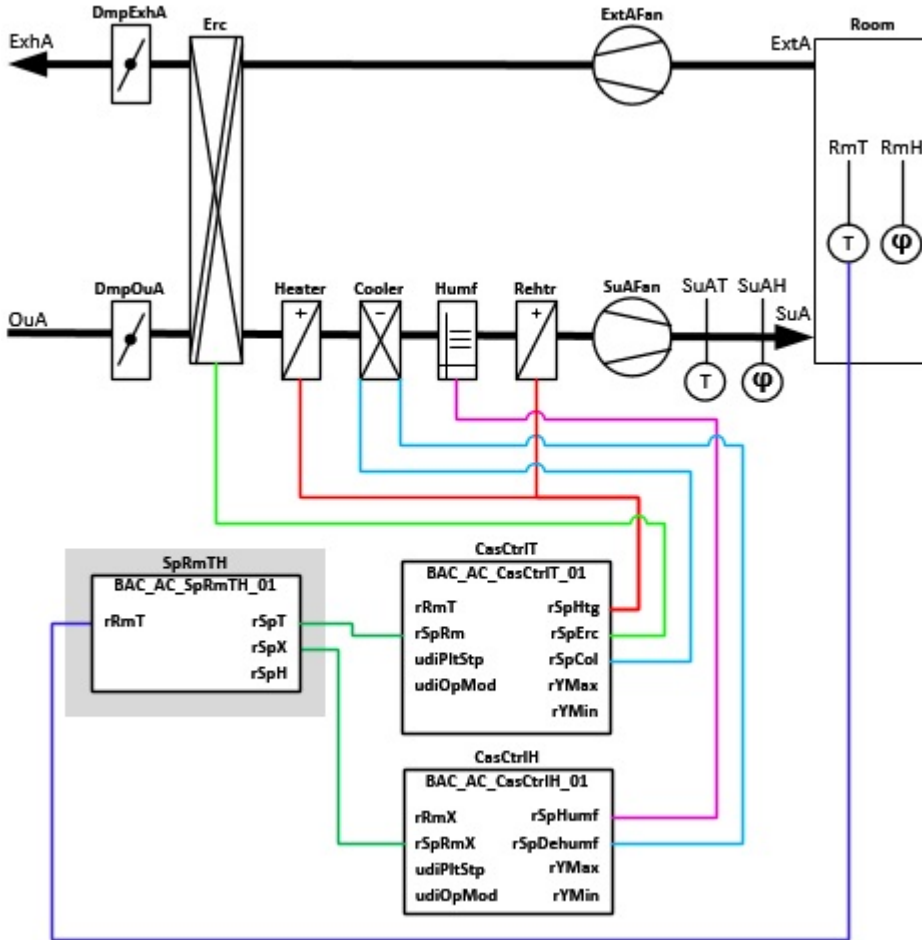 DmpExhA
Erc
ExtAFan
Room
ExhA
ExtA
RmT
RmH
T
φ
DmpOuA
Heater
Cooler
Humf
Rehtr
SuAFan
SuAT
SuAH
OuA
+
−
+
SuA
T
φ
SpRmTH
BAC_AC_SpRmTH_01
rRmT
rSpT
rSpX
rSpH
CasCtrlT
BAC_AC_CasCtrlT_01
rRmT
rSpHtg
rSpRm
rSpErc
udiPltStp
rSpCol
udiOpMod
rYMax
rYMin
CasCtrlH
BAC_AC_CasCtrlH_01
rRmX
rSpHumf
rSpRmX
rSpDehumf
udiPltStp
rYMax
udiOpMod
rYMin